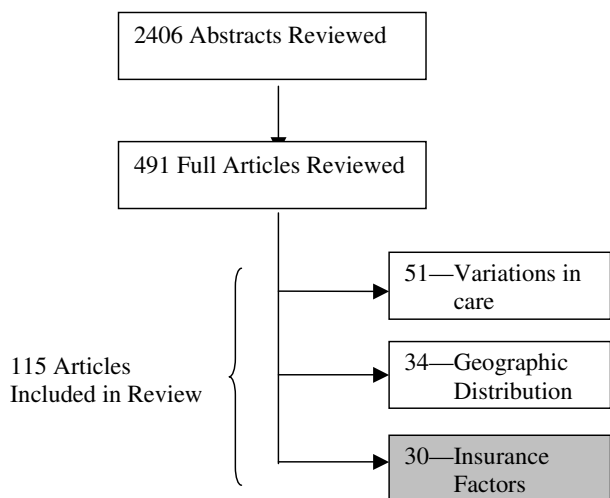 2406 Abstracts Reviewed
491 Full Articles Reviewed
51—Variations in
care
34—Geographic
Distribution
115 Articles
Included in Review
30—Insurance
Factors